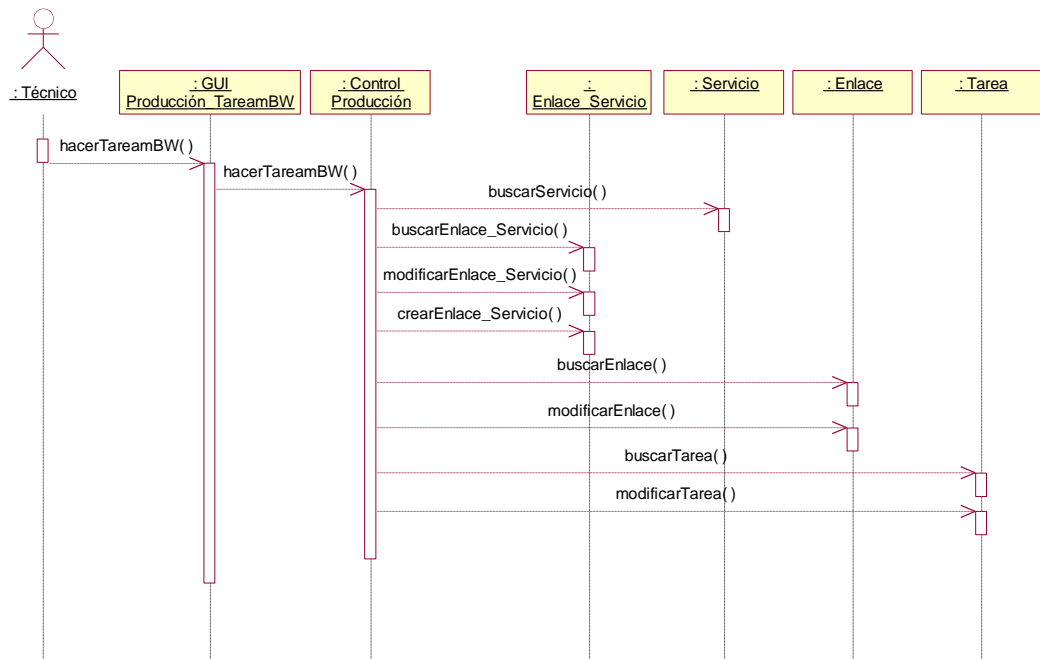 : Técnico
: GUI
Producción_TareamBW
: Control
Producción
:
Enlace_Servicio
: Servicio
: Enlace
: Tarea
hacerTareamBW( )
hacerTareamBW( )
buscarServicio( )
buscarEnlace_Servicio( )
modificarEnlace_Servicio( )
crearEnlace_Servicio( )
buscarEnlace( )
modificarEnlace( )
buscarTarea( )
modificarTarea( )